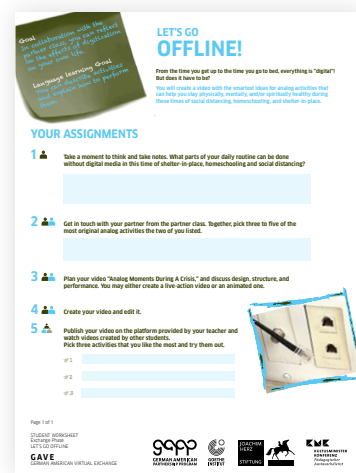 Goal
In collaboration with the
partner class, you can reflect
on the effects of digitization
on your own life.
Language learning Goal
You can describe activities
and explain how to perform
them.
LET'S GO
OFFLINE!
From the time you get up to the time you go to bed, everything is "digital"!
But does it have to be?
You will create a video with the smartest ideas for analog activities that
can help you stay physically, mentally, and/or spiritually healthy during
these times of social distancing, homeschooling, and shelter-in-place.
YOUR ASSIGNMENTS
1 Take a moment to think and take notes. What parts of your daily routine can be done
without digital media in this time of shelter-in-place, homeschooling and social distancing?
2 Get in touch with your partner from the partner class. Together, pick three to five of the
most original analog activities the two of you listed.
3 Plan your video "Analog Moments During A Crisis," and discuss design, structure, and
performance. You may either create a live-action video or an animated one.
4 Create your video and edit it.
5 Publish your video on the platform provided by your teacher and
watch videos created by other students.
Pick three activities that you like the most and try them out.
#1
#2
#3
Page 1 of 1
STUDENT WORKSHEET
Exchange Phase
LET'S GO OFFLINE
GAVE
GERMAN AMERICAN VIRTUAL EXCHANGE
gapp
GERMAN AMERICAN
PARTNERSHIP PROGRAM
GOETHE
INSTITUT
JOACHIM
HERZ
STIFTUNG
KMK
KULTUSMINISTER
KONFERENZ
Pädagogischer
Austauschdienst